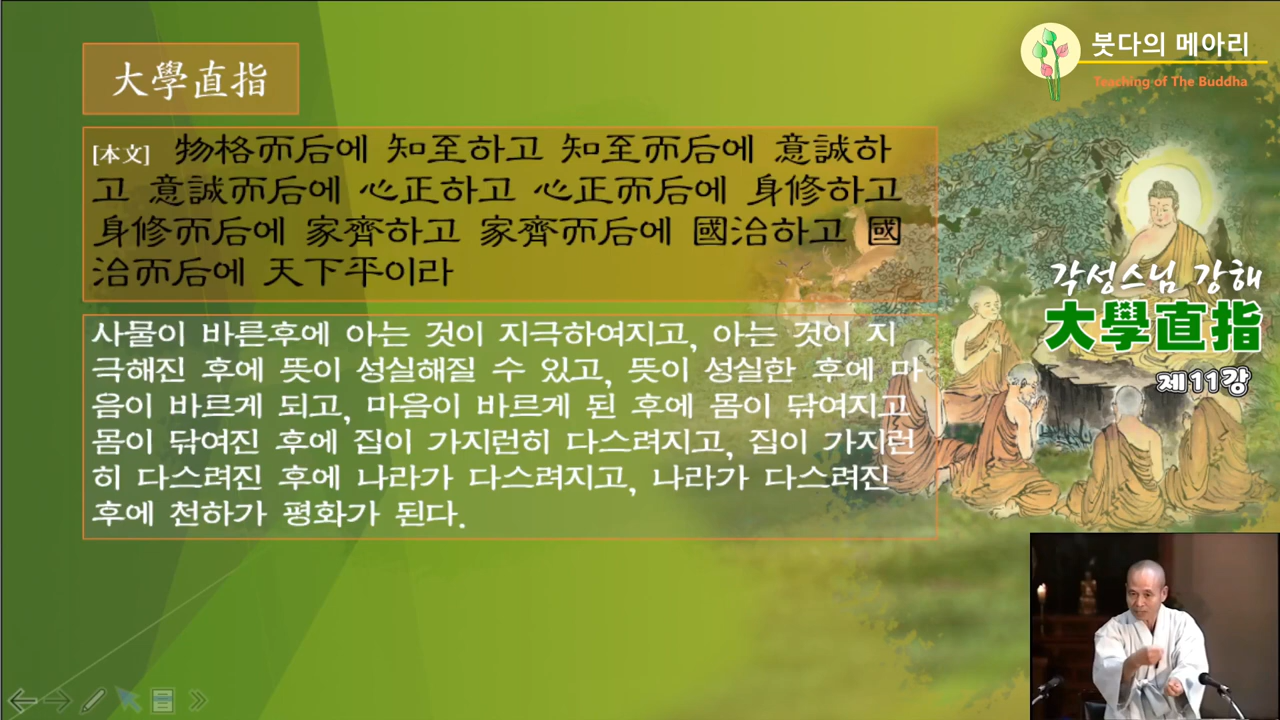 大學直指
[本文] 物格而后에 知至하고 知至而后에 意誠하
고 意誠而后에 心正하고 心正而后에 身修하고
身修而后에 家齊하고 家齊而后에 國治하고 國
治而后에 天下平이라
사물이 바른후에 아는 것이 지극하여지고, 아는 것이 지
극해진 후에 뜻이 성실해질 수 있고, 뜻이 성실한 후에 마
음이 바르게 되고, 마음이 바르게 된 후에 몸이 닦여지고
몸이 닦여진 후에 집이 가지런히 다스려지고, 집이 가지런
히 다스려진 후에 나라가 다스려지고, 나라가 다스려진
후에 천하가 평화가 된다.
붓다의 메아리
Teaching of The Buddha
각성스님 강해
大學直指
제11강